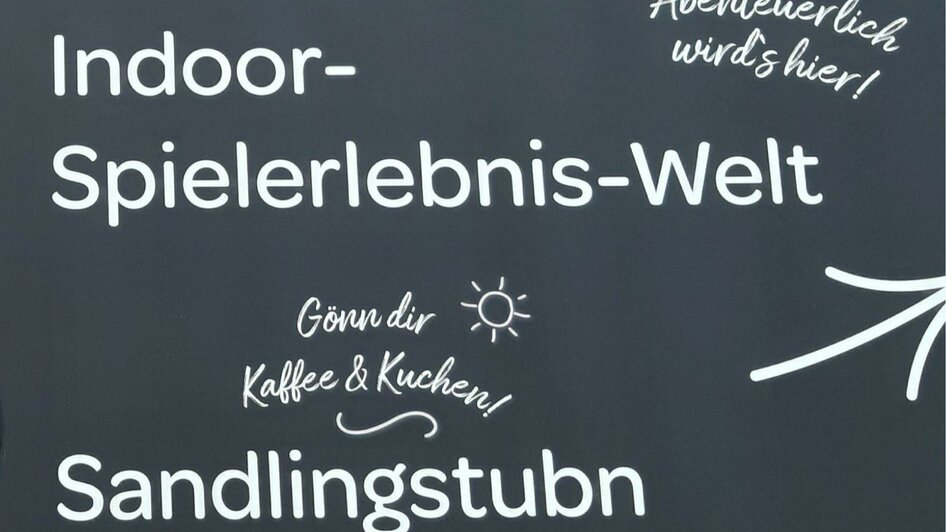 Abenteuerlich
wird's hier!
Indoor-
Spielerlebnis-Welt
Gönn dir
Kaffee & Kuchen!
Sandlingstubn